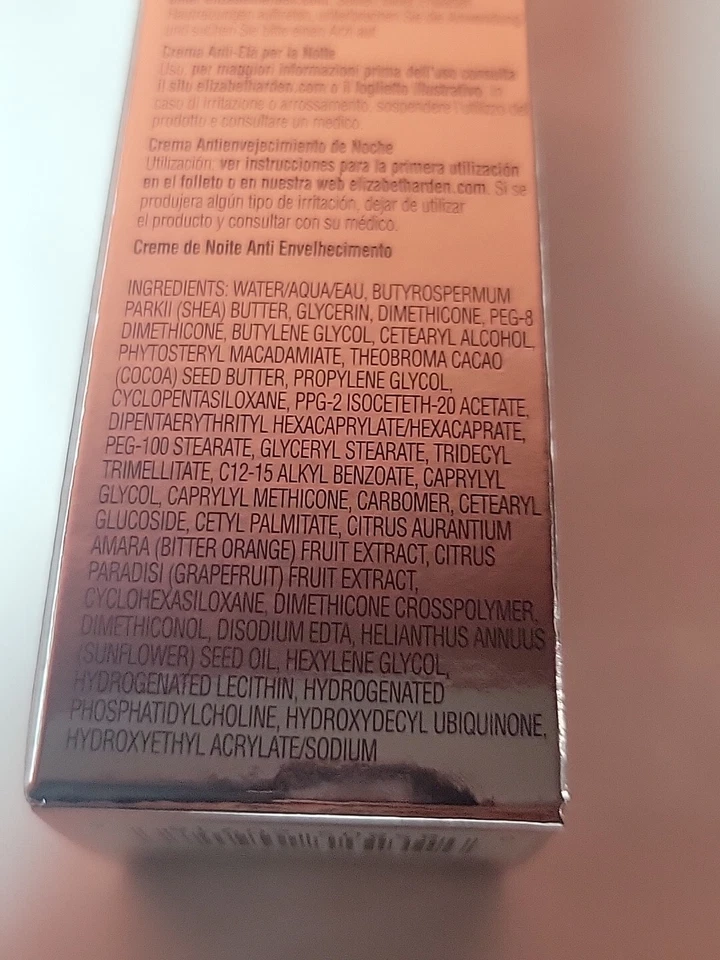 und suchen Sie bitte einen Arzt auf.
Crema Anti-Età per la Notte
Uso: per maggiori informazioni prima dell'uso consulta
il sito elizabetharden.com o il foglietto illustrativo. In
caso di irritazione o arrossamento, sospendere l'utilizzo del
prodotto e consultare un medico.
Crema Antienvejecimiento de Noche
Utilización: ver instrucciones para la primera utilización
en el folleto o en nuestra web elizabetharden.com. Si se
produjera algún tipo de irritación, dejar de utilizar
el producto y consultar con su médico.
Creme de Noite Anti Envelhecimento
INGREDIENTS: WATER/AQUA/EAU, BUTYROSPERMUM
PARKII (SHEA) BUTTER, GLYCERIN, DIMETHICONE, PEG-8
DIMETHICONE, BUTYLENE GLYCOL, CETEARYL ALCOHOL,
PHYTOSTERYL MACADAMIATE, THEOBROMA CACAO
(COCOA) SEED BUTTER, PROPYLENE GLYCOL,
CYCLOPENTASILOXANE, PPG-2 ISOCETETH-20 ACETATE,
DIPENTAERYTHRITYL HEXACAPRYLATE/HEXACAPRATE,
PEG-100 STEARATE, GLYCERYL STEARATE, TRIDECYL
TRIMELLITATE, C12-15 ALKYL BENZOATE, CAPRYLYL
GLYCOL, CAPRYLYL METHICONE, CARBOMER, CETEARYL
GLUCOSIDE, CETYL PALMITATE, CITRUS AURANTIUM
AMARA (BITTER ORANGE) FRUIT EXTRACT, CITRUS
PARADISI (GRAPEFRUIT) FRUIT EXTRACT,
CYCLOHEXASILOXANE, DIMETHICONE CROSSPOLYMER,
DIMETHICONOL, DISODIUM EDTA, HELIANTHUS ANNUUS
(SUNFLOWER) SEED OIL, HEXYLENE GLYCOL,
HYDROGENATED LECITHIN, HYDROGENATED
PHOSPHATIDYLCHOLINE, HYDROXYDECYL UBIQUINONE,
HYDROXYETHYL ACRYLATE/SODIUM